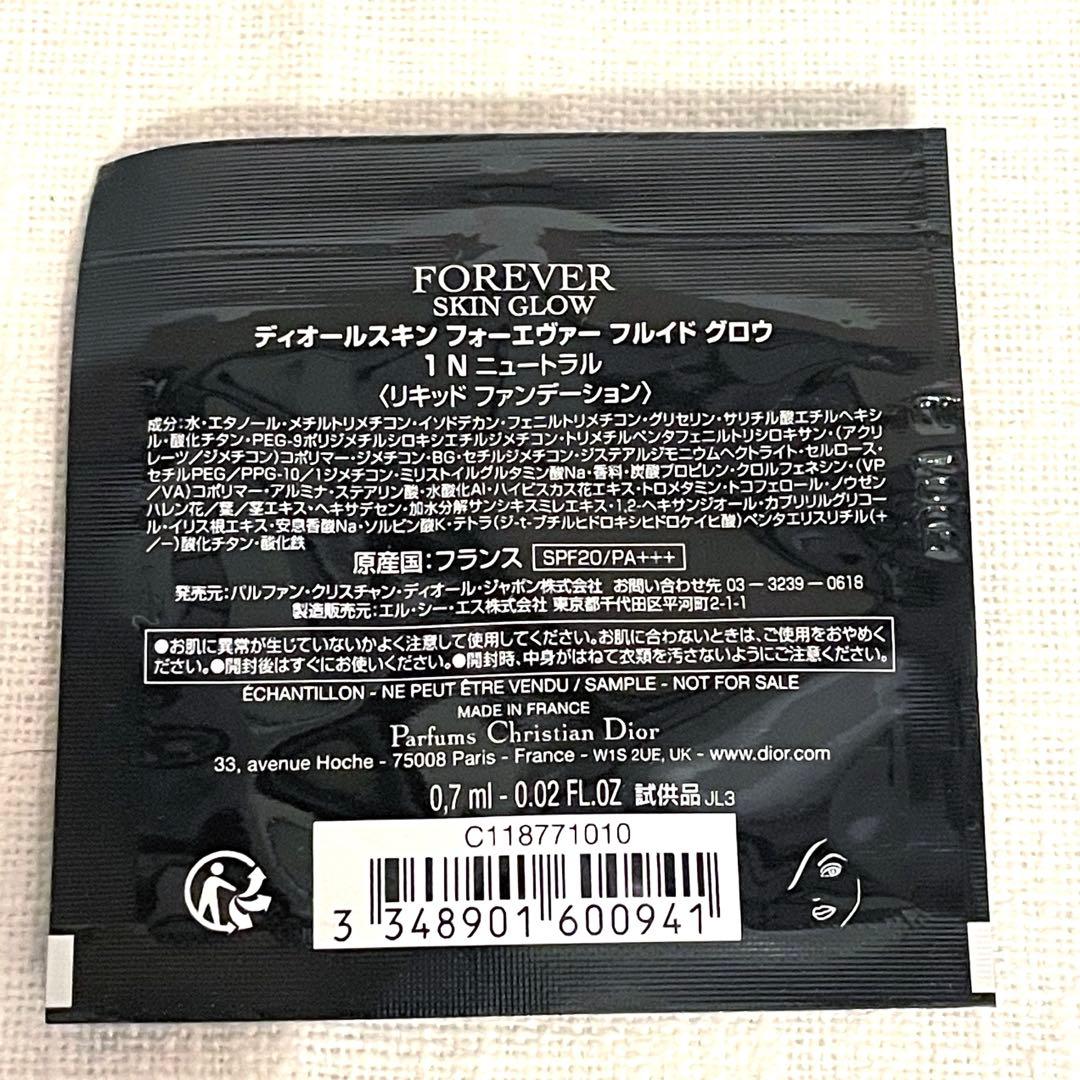 FOREVER
SKIN GLOW
ディオールスキン フォーエヴァー フルイド グロウ
1 N ニュートラル
〈リキッド ファンデーション〉
成分:水・エタノール・メチルトリメチコン・イソドデカン・フェニルトリメチコン・グリセリン・サリチル酸エチルヘキシ
ル・酸化チタン・PEG-9ポリジメチルシロキシエチルジメチコン・トリメチルペンタフェニルトリシロキサン・(アクリ
レーツ/ジメチコン)コポリマー・ジメチコン・BG・セチルジメチコン・ジステアルジモニウムヘクトライト・セルロース・
セチルPEG/PPG-10/1ジメチコン・ミリストイルグルタミン酸Na・香料・炭酸プロピレン・クロルフェネシン・(VP
/VA)コポリマー・アルミナ・ステアリン酸・水酸化Al・ハイビスカス花エキス・トロメタミン・トコフェロール・ノウゼン
ハレン花/葉/茎エキス・ヘキサデセン・加水分解サンシキスミレエキス・1,2-ヘキサンジオール・カプリリルグリコー
ル・イリス根エキス・安息香酸Na・ソルビン酸K・テトラ(ジ-t-ブチルヒドロキシヒドロケイヒ酸)ペンタエリスリチル(+
/-)酸化チタン・酸化鉄
原産国:フランス SPF20/PA+++
発売元:パルファン・クリスチャン・ディオール・ジャポン株式会社 お問い合わせ先 03-3239-0618
製造販売元:エル・シー・エス株式会社 東京都千代田区平河町2-1-1
●お肌に異常が生じていないかよく注意して使用してください。お肌に合わないときは、ご使用をおやめく
ださい。●開封後はすぐにお使いください。●開封時、中身がはねて衣類を汚さないようにご注意ください。
ÉCHANTILLON - NE PEUT ÊTRE VENDU / SAMPLE - NOT FOR SALE
MADE IN FRANCE
Parfums Christian Dior
33, avenue Hoche - 75008 Paris - France - W1S 2UE, UK - www.dior.com
0,7 ml - 0.02 FL.OZ 試供品 JL3
C118771010
3 348901 600941